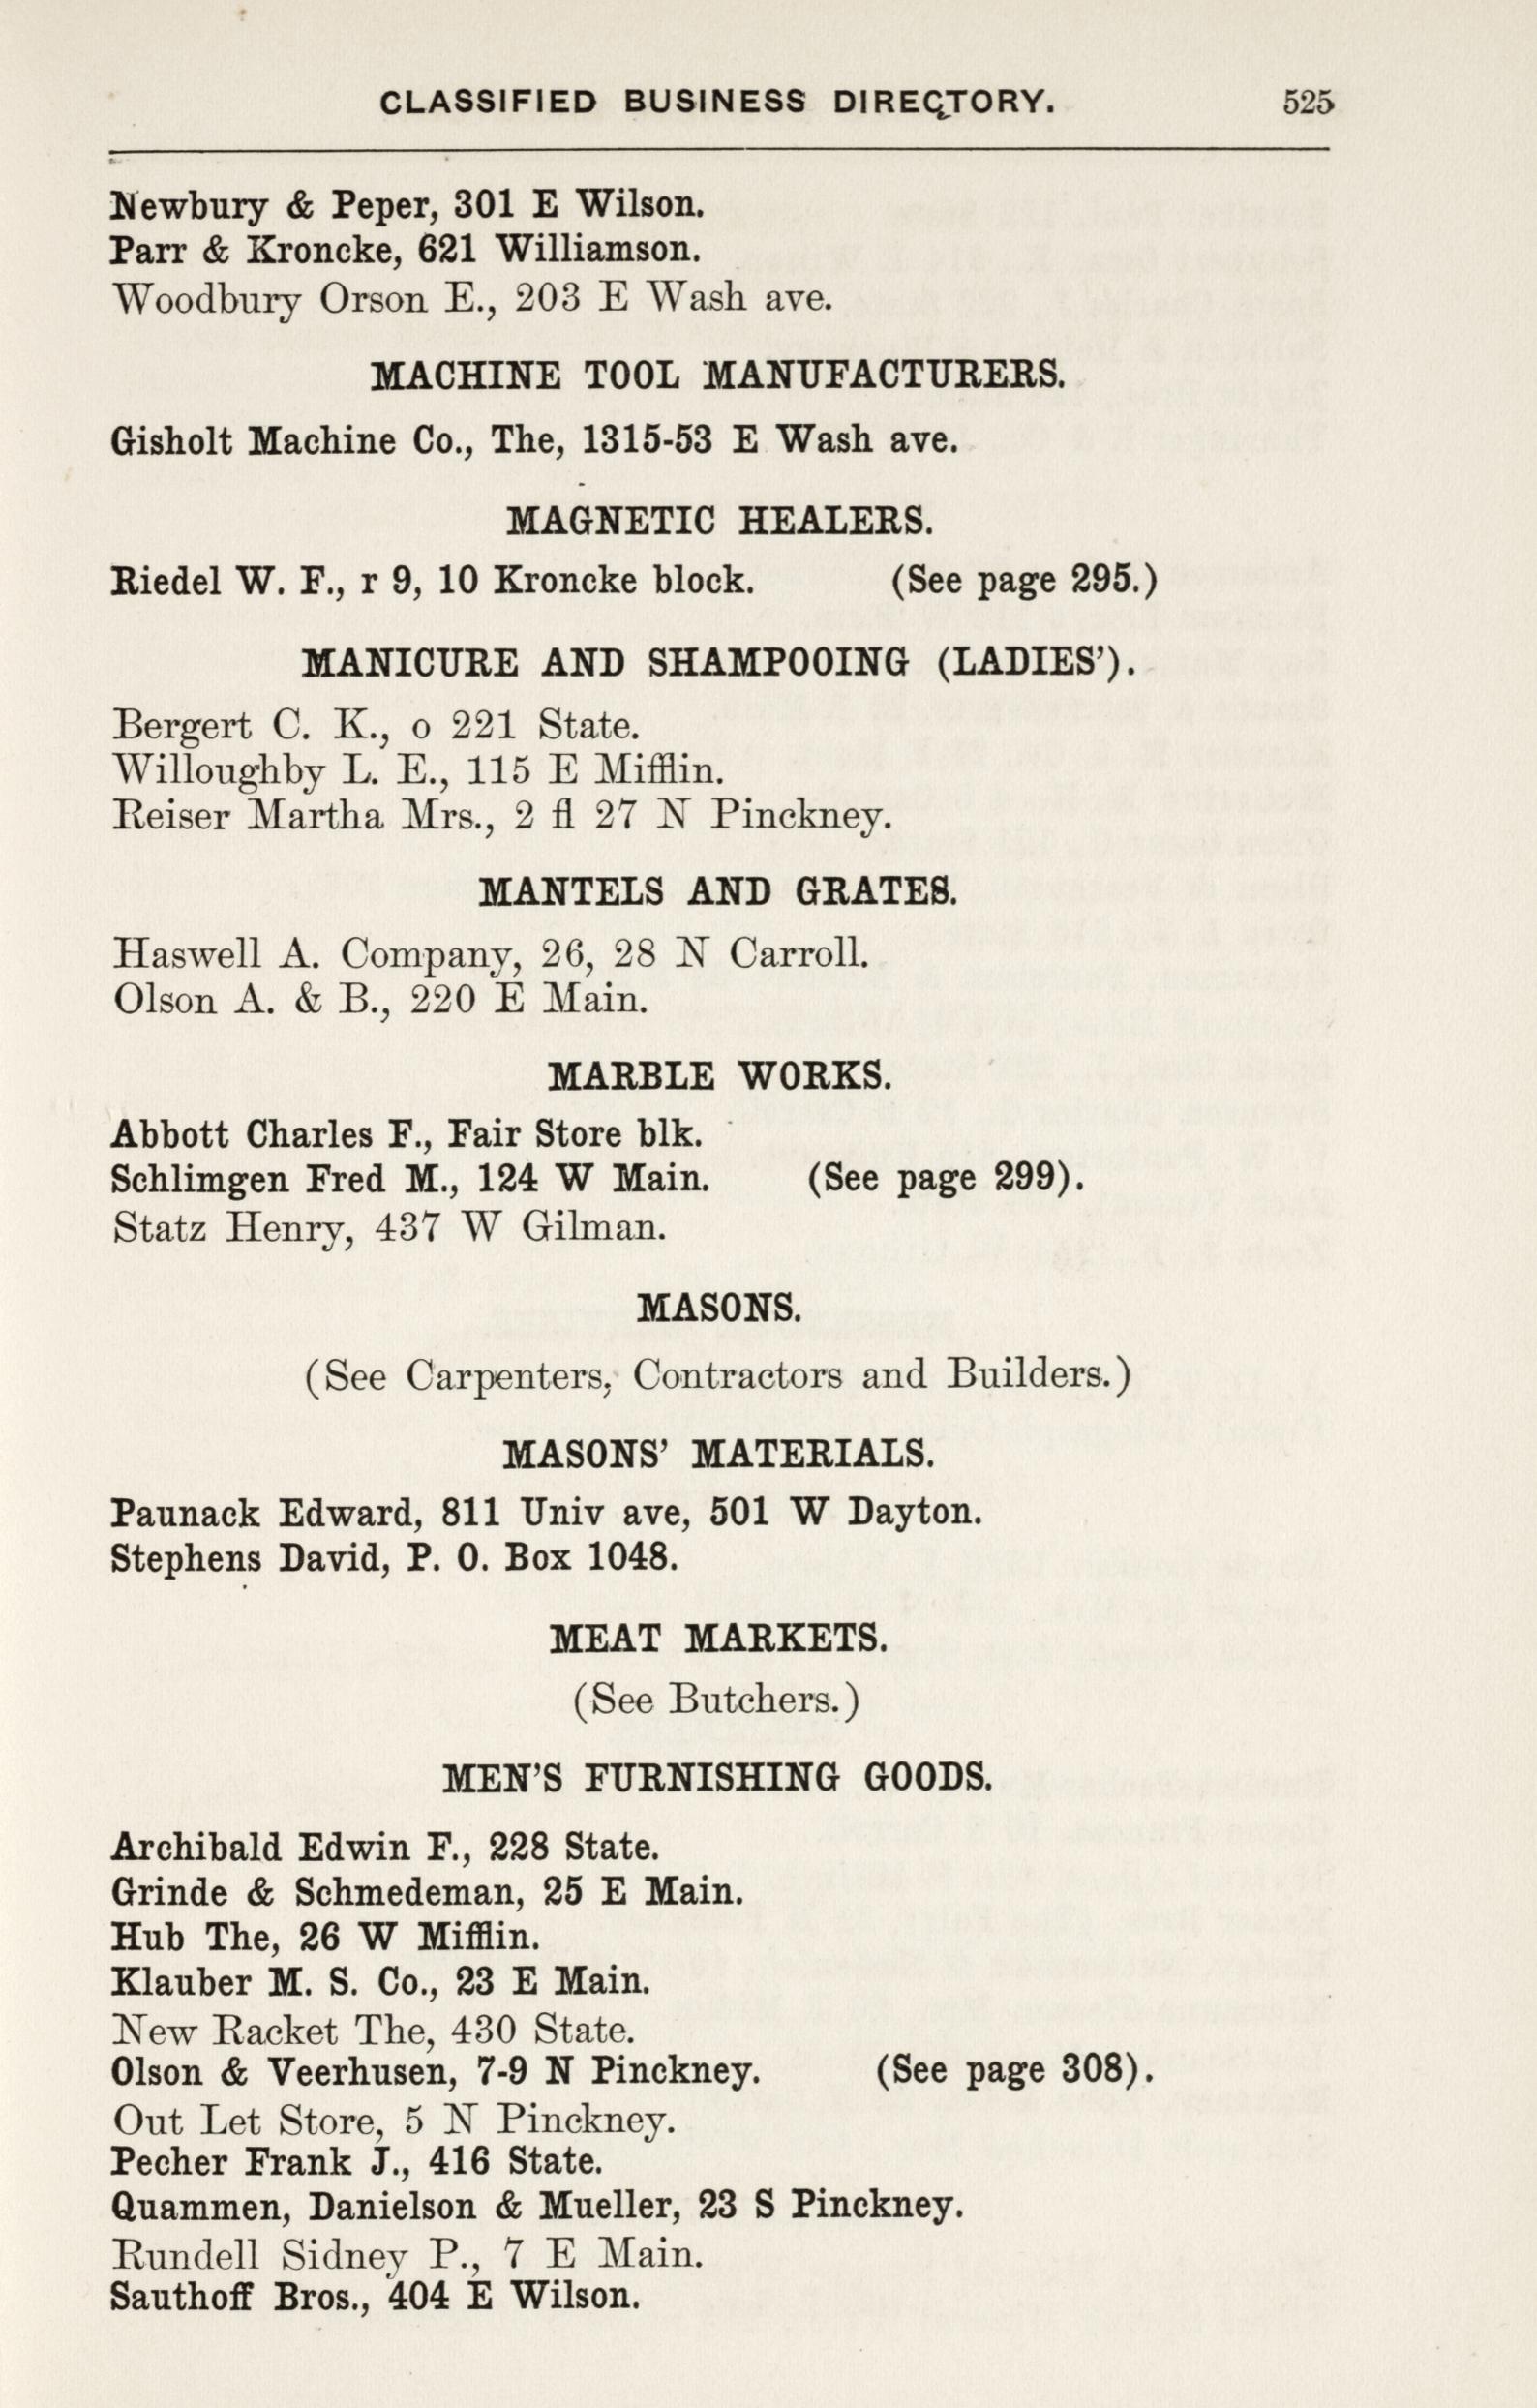 CLASSIFIED BUSINESS DIRECTORY. 525
Newbury & Peper, 301 E Wilson.
Parr & Kroncke, 621 Williamson.
Woodbury Orson E., 203 E Wash ave.
MACHINE TOOL MANUFACTURERS.
Gisholt Machine Co., The, 1315-53 E Wash ave.
MAGNETIC HEALERS.
Riedel W. F., r 9, 10 Kroncke block. (See page 295.)
MANICURE AND SHAMPOOING (LADIES').
Bergert C. K., o 221 State.
Willoughby L. E., 115 E Mifflin.
Reiser Martha Mrs., 2 fl 27 N Pinckney.
MANTELS AND GRATES.
Haswell A. Company, 26, 28 N Carroll.
Olson A. & B., 220 E Main.
MARBLE WORKS.
Abbott Charles F., Fair Store blk.
Schlimgen Fred M., 124 W Main. (See page 299).
Statz Henry, 437 W Gilman.
MASONS.
(See Carpenters, Contractors and Builders.)
MASONS' MATERIALS.
Paunack Edward, 811 Univ ave, 501 W Dayton.
Stephens David, P. O. Box 1048.
MEAT MARKETS.
(See Butchers.)
MEN'S FURNISHING GOODS.
Archibald Edwin F., 228 State.
Grinde & Schmedeman, 25 E Main.
Hub The, 26 W Mifflin.
Klauber M. S. Co., 23 E Main.
New Racket The, 430 State.
Olson & Veerhusen, 7-9 N Pinckney. (See page 308).
Out Let Store, 5 N Pinckney.
Pecher Frank J., 416 State.
Quammen, Danielson & Mueller, 23 S Pinckney.
Rundell Sidney P., 7 E Main.
Sauthoff Bros., 404 E Wilson.